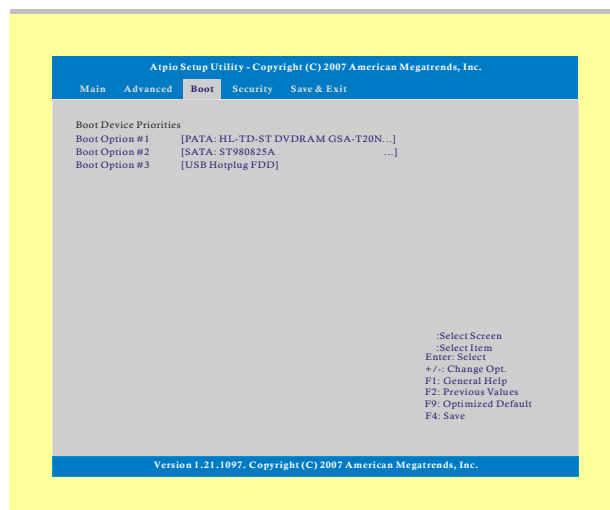 Atpio Setup Utility - Copyright (C) 2007 American Megatrends, Inc.
Main Advanced Boot Security Save & Exit
Boot Device Priorities
Boot Option #1 [PATA: HL-TD-ST DVDRAM GSA-T20N...]
Boot Option #2 [SATA: ST980825A ...]
Boot Option #3 [USB Hotplug FDD]
:Select Screen
:Select Item
Enter: Select
+/-: Change Opt.
F1: General Help
F2: Previous Values
F9: Optimized Default
F4: Save
Version 1.21.1097. Copyright (C) 2007 American Megatrends, Inc.